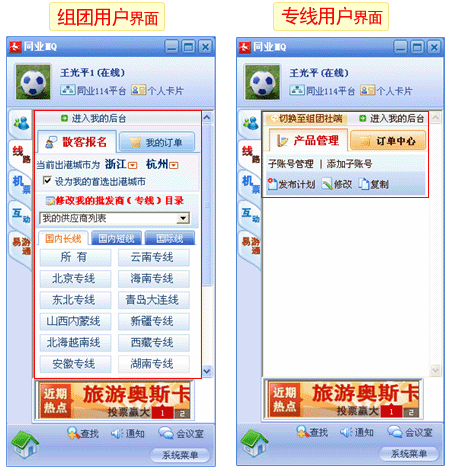 组团用户界面
专线用户界面
同业MQ
王光平1(在线)
同业114平台 个人卡片
进入我的后台
散客报名 我的订单
当前出港城市为 浙江 杭州
设为我的首选出港城市
修改我的批发商（专线）目录
我的供应商列表
国内长线 国内短线 国际线
所 有 云南专线
北京专线 海南专线
东北专线 青岛大连线
山西内蒙线 新疆专线
北海越南线 西藏专线
安徽专线 湖南专线
线路
机票
互动
易游通
近期热点
旅游奥斯卡
投票赢大 1 2
查找 通知 会议室
系统菜单
同业MQ
王光平(在线)
同业114平台 个人卡片
切换至组团社端 进入我的后台
产品管理 订单中心
子账号管理 | 添加子账号
发布计划 修改 复制
线路
机票
互动
易游通
近期热点
旅游奥斯卡
投票赢大 1 2
查找 通知 会议室
系统菜单